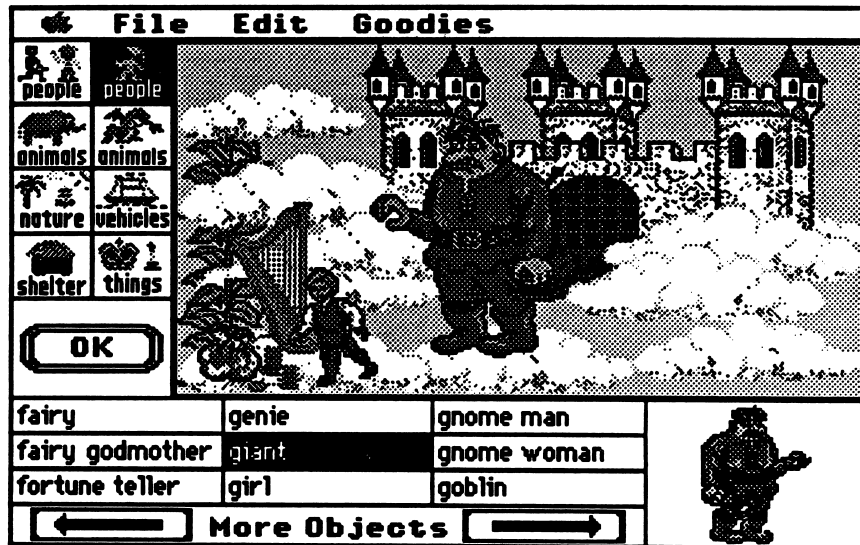 File Edit Goodies
people people
animals animals
nature vehicles
shelter things
OK
fairy genie gnome man
fairy godmother giant gnome woman
fortune teller girl goblin
More Objects